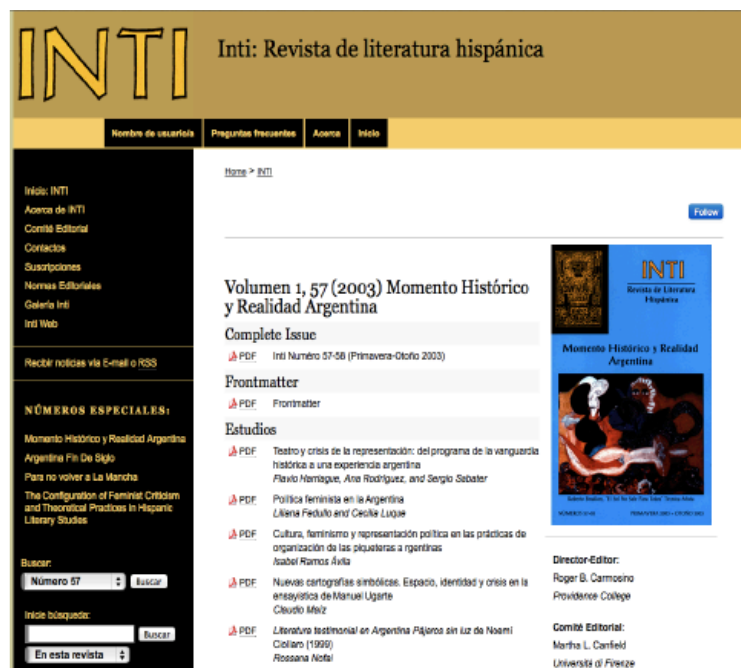 INTI
Inti: Revista de literatura hispánica
Nombre de usuario/a
Preguntas frecuentes
Acerca
Inicio
Home > INTI
Follow
Inicio: INTI
Acerca de INTI
Comité Editorial
Contactos
Suscripciones
Normas Editoriales
Galería Inti
Inti Web
Recibir noticias via E-mail o RSS
NÚMEROS ESPECIALES:
Momento Histórico y Realidad Argentina
Argentina Fin De Siglo
Para no volver a La Mancha
The Configuration of Feminist Criticism
and Theoretical Practices in Hispanic
Literary Studies
Buscar:
Número 57
Buscar
Inicie búsqueda:
Buscar
En esta revista
Volumen 1, 57 (2003) Momento Histórico
y Realidad Argentina
Complete Issue
PDF Inti Numéro 57-58 (Primavera-Otoño 2003)
Frontmatter
PDF Frontmatter
Estudios
PDF Teatro y crisis de la representación: del programa de la vanguardia
histórica a una experiencia argentina
Flavio Harriague, Ana Rodríguez, and Sergio Sabater
PDF Política feminista en la Argentina
Liliana Fedullo and Cecilia Luque
PDF Cultura, feminismo y representación política en las prácticas de
organización de las piqueteras a rgentinas
Isabel Ramos Ávila
PDF Nuevas cartografías simbólicas. Espacio, identidad y crisis en la
ensayística de Manuel Ugarte
Claudio Maíz
PDF Literatura testimonial en Argentina Pájaros sin luz de Noemí
Ciollaro (1999)
Rossana Nofal
INTI
Revista de Literatura
Hispánica
Momento Histórico y Realidad
Argentina
Director-Editor:
Roger B. Carmosino
Providence College
Comité Editorial:
Martha L. Canfield
Universitá di Firenze